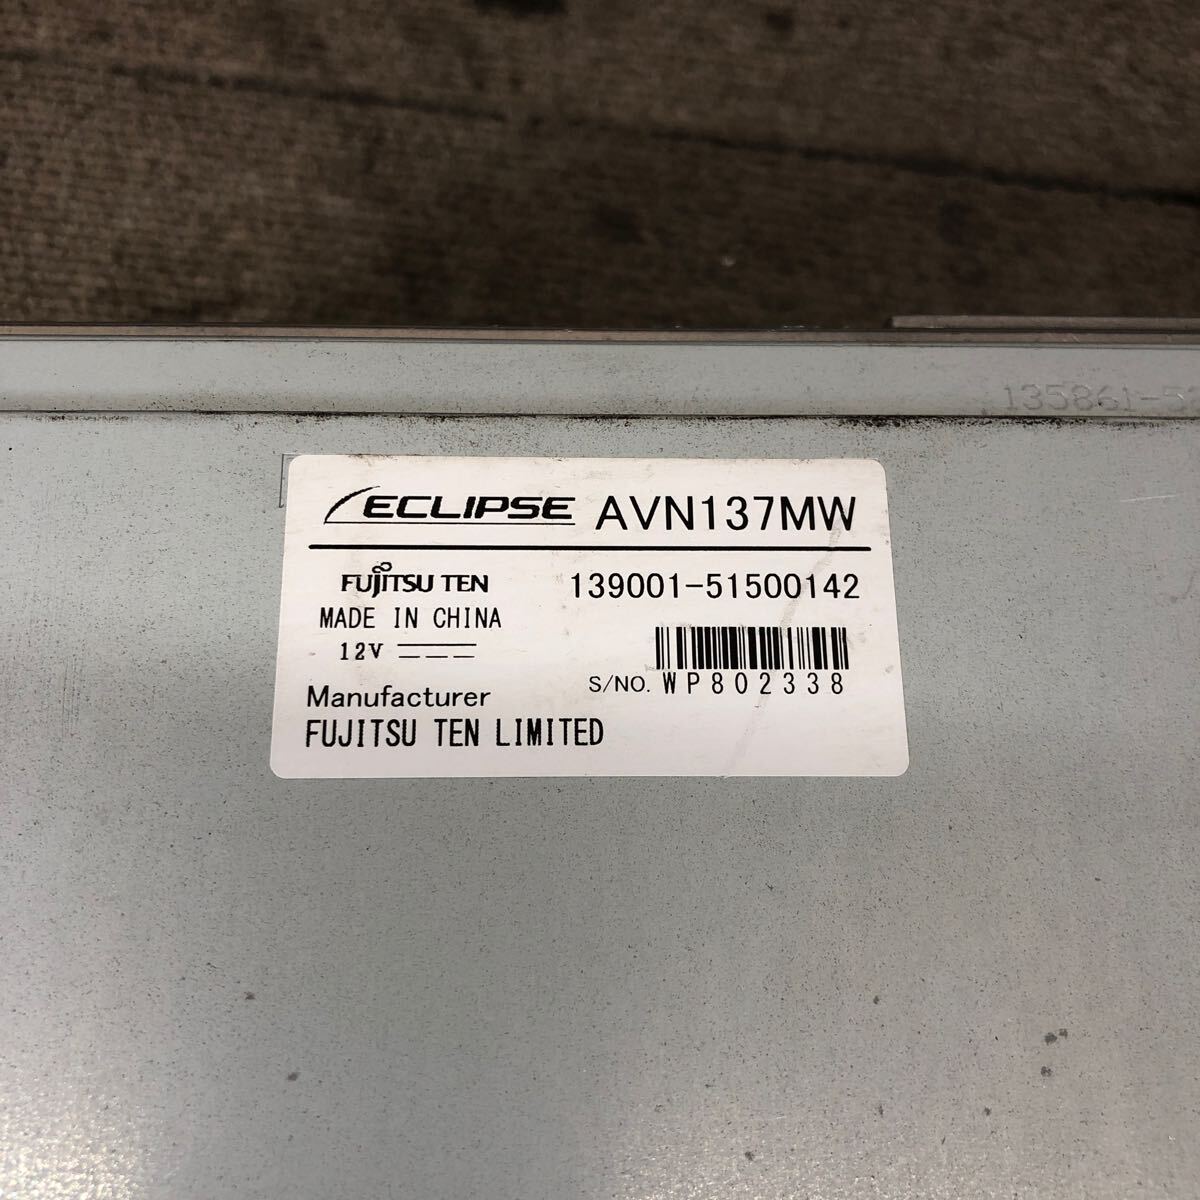 135861-5
ECLIPSE AVN137MW
FUJITSU TEN 139001-51500142
MADE IN CHINA
12V
S/NO. WP802338
Manufacturer
FUJITSU TEN LIMITED